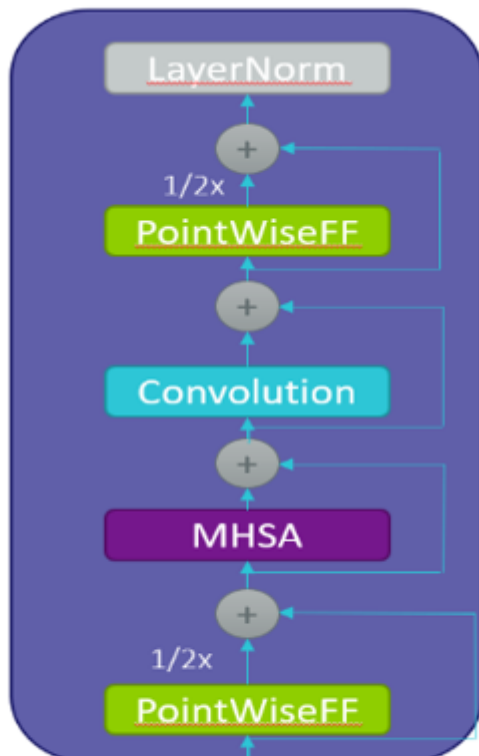 LayerNorm
+
1/2x
PointWiseFF
+
Convolution
+
MHSA
+
1/2x
PointWiseFF